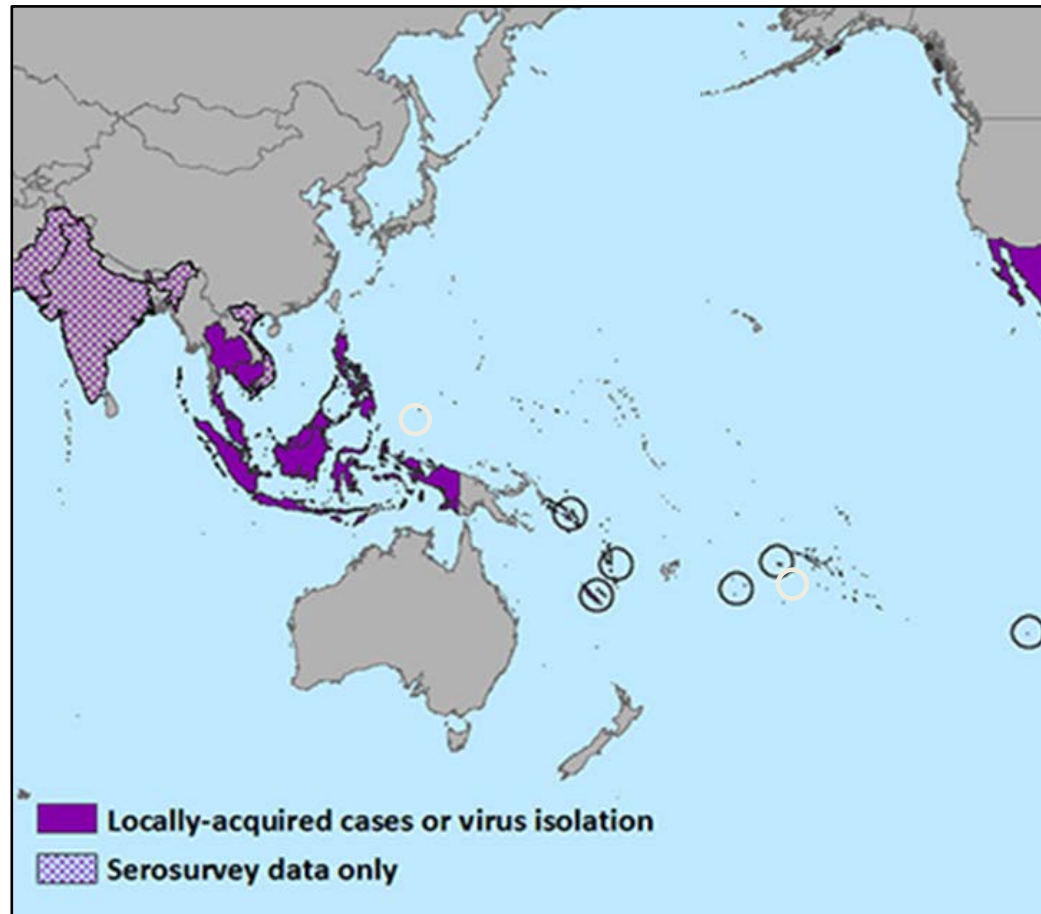 Locally-acquired cases or virus isolation
Serosurvey data only